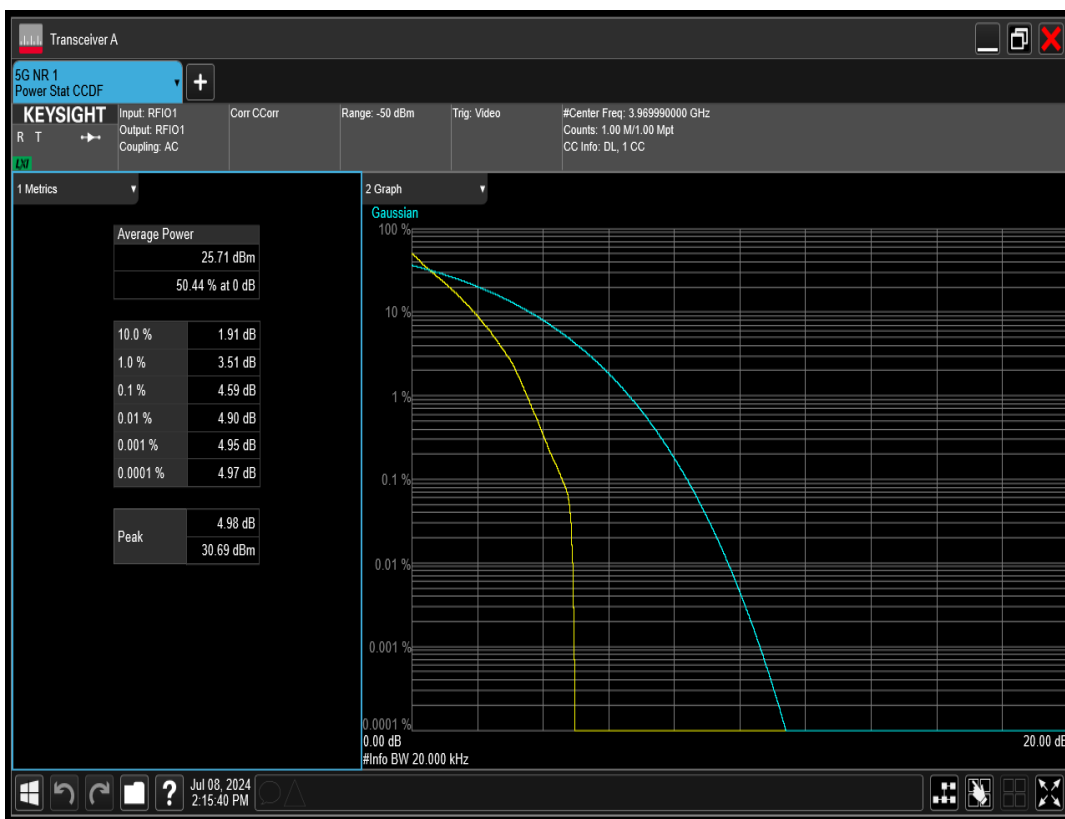 Transceiver A
5G NR 1
Power Stat CCDF
+
KEYSIGHT
R T
LXI
Input: RFIO1
Output: RFIO1
Coupling: AC
Corr CCorr
Range: -50 dBm
Trig: Video
#Center Freq: 3.969990000 GHz
Counts: 1.00 M/1.00 Mpt
CC Info: DL, 1 CC
1 Metrics
Average Power
25.71 dBm
50.44 % at 0 dB
10.0 % 1.91 dB
1.0 % 3.51 dB
0.1 % 4.59 dB
0.01 % 4.90 dB
0.001 % 4.95 dB
0.0001 % 4.97 dB
Peak 4.98 dB
30.69 dBm
2 Graph
Gaussian
100 %
10 %
1 %
0.1 %
0.01 %
0.001 %
0.0001 %
0.00 dB 20.00 dB
#Info BW 20.000 kHz
? Jul 08, 2024
2:15:40 PM